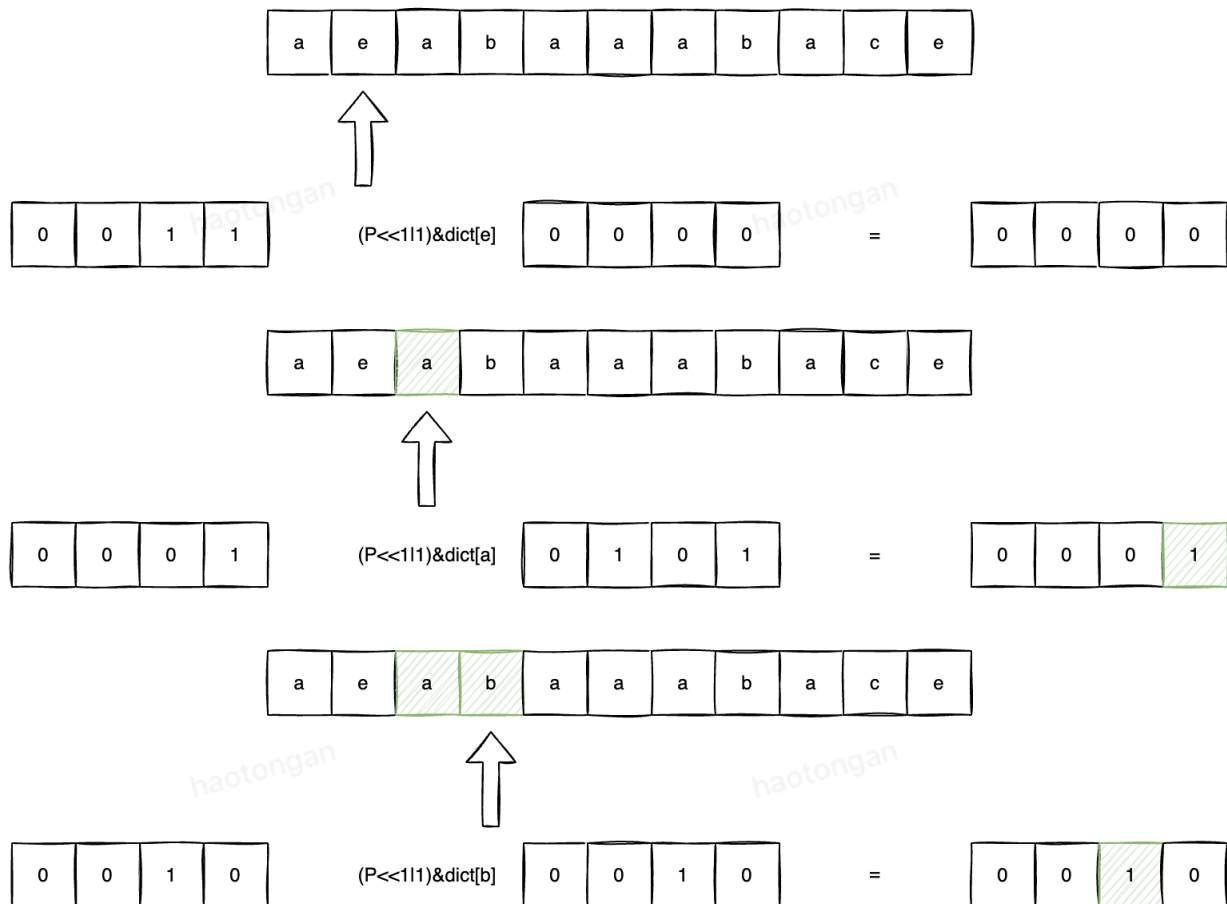 a e a b a a a b a c e
haotongan haotongan
0 0 1 1 (P<<1|1)&dict[e] 0 0 0 0 = 0 0 0 0
a e a b a a a b a c e
0 0 0 1 (P<<1|1)&dict[a] 0 1 0 1 = 0 0 0 1
a e a b a a a b a c e
haotongan haotongan
0 0 1 0 (P<<1|1)&dict[b] 0 0 1 0 = 0 0 1 0